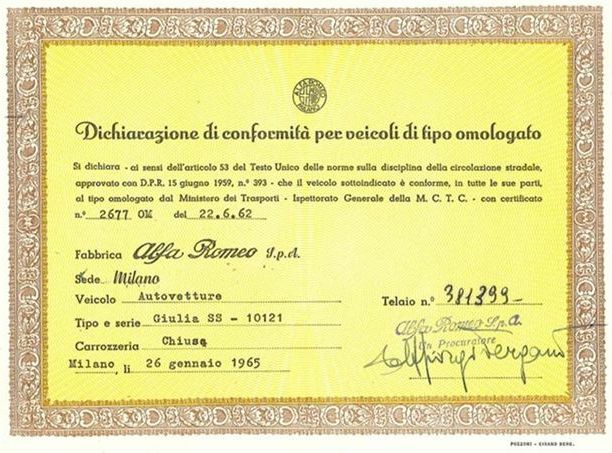 ALFA-ROMEO
MILANO
Dichiarazione di conformità per veicoli di tipo omologato
Si dichiara - ai sensi dell'articolo 53 del Testo Unico delle norme sulla disciplina della circolazione stradale,
approvato con D.P.R. 15 giugno 1959, n.° 393 - che il veicolo sottoindicato è conforme, in tutte le sue parti,
al tipo omologato dal Ministero dei Trasporti - Ispettorato Generale della M. C. T. C. - con certificato
n.° 2677 OM del 22.6.62
Fabbrica Alfa Romeo S.p.A.
Sede Milano
Veicolo Autovetture
Telaio n.° 381399
Tipo e serie Giulia SS - 10121
Alfa Romeo S.p.A.
Un Procuratore
Carrozzeria Chiusa
Milano, li 26 gennaio 1965